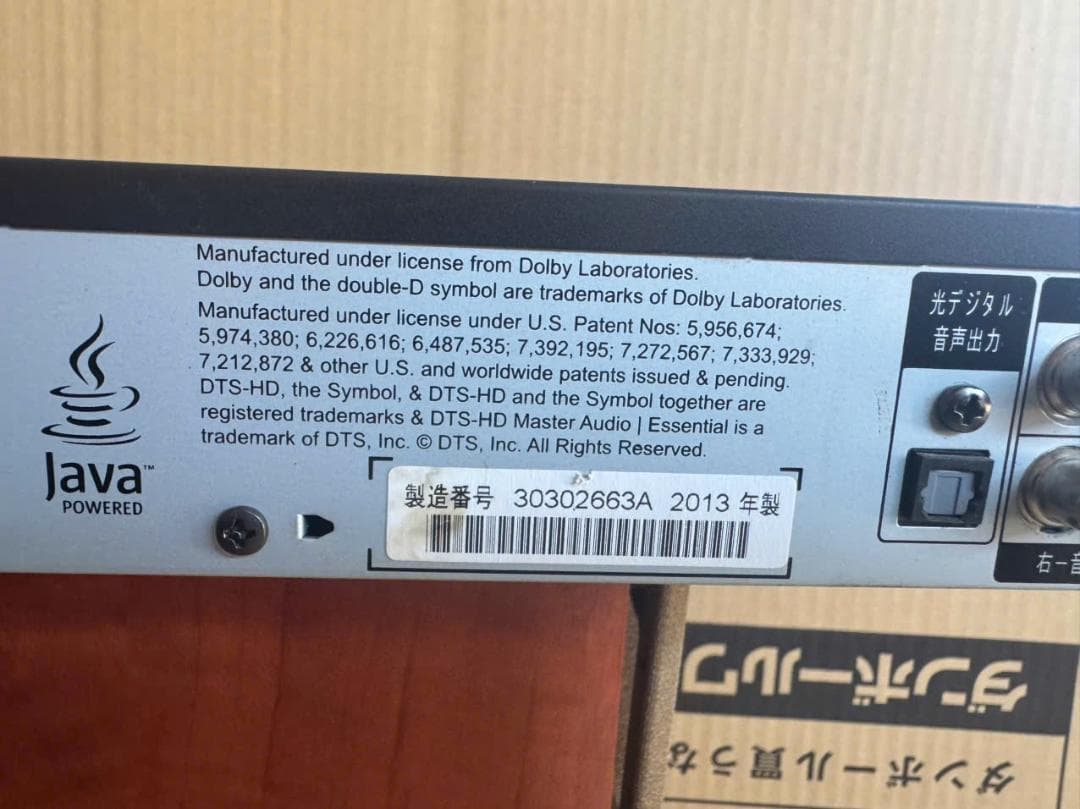 Manufactured under license from Dolby Laboratories.
Dolby and the double-D symbol are trademarks of Dolby Laboratories.
Manufactured under license under U.S. Patent Nos: 5,956,674;
5,974,380; 6,226,616; 6,487,535; 7,392,195; 7,272,567; 7,333,929;
7,212,872 & other U.S. and worldwide patents issued & pending.
DTS-HD, the Symbol, & DTS-HD and the Symbol together are
registered trademarks & DTS-HD Master Audio | Essential is a
trademark of DTS, Inc. © DTS, Inc. All Rights Reserved.
Java™
POWERED
製造番号 30302663A 2013 年製
光デジタル
音声出力
右ー音
ダンボールワ
ダンボール買うな